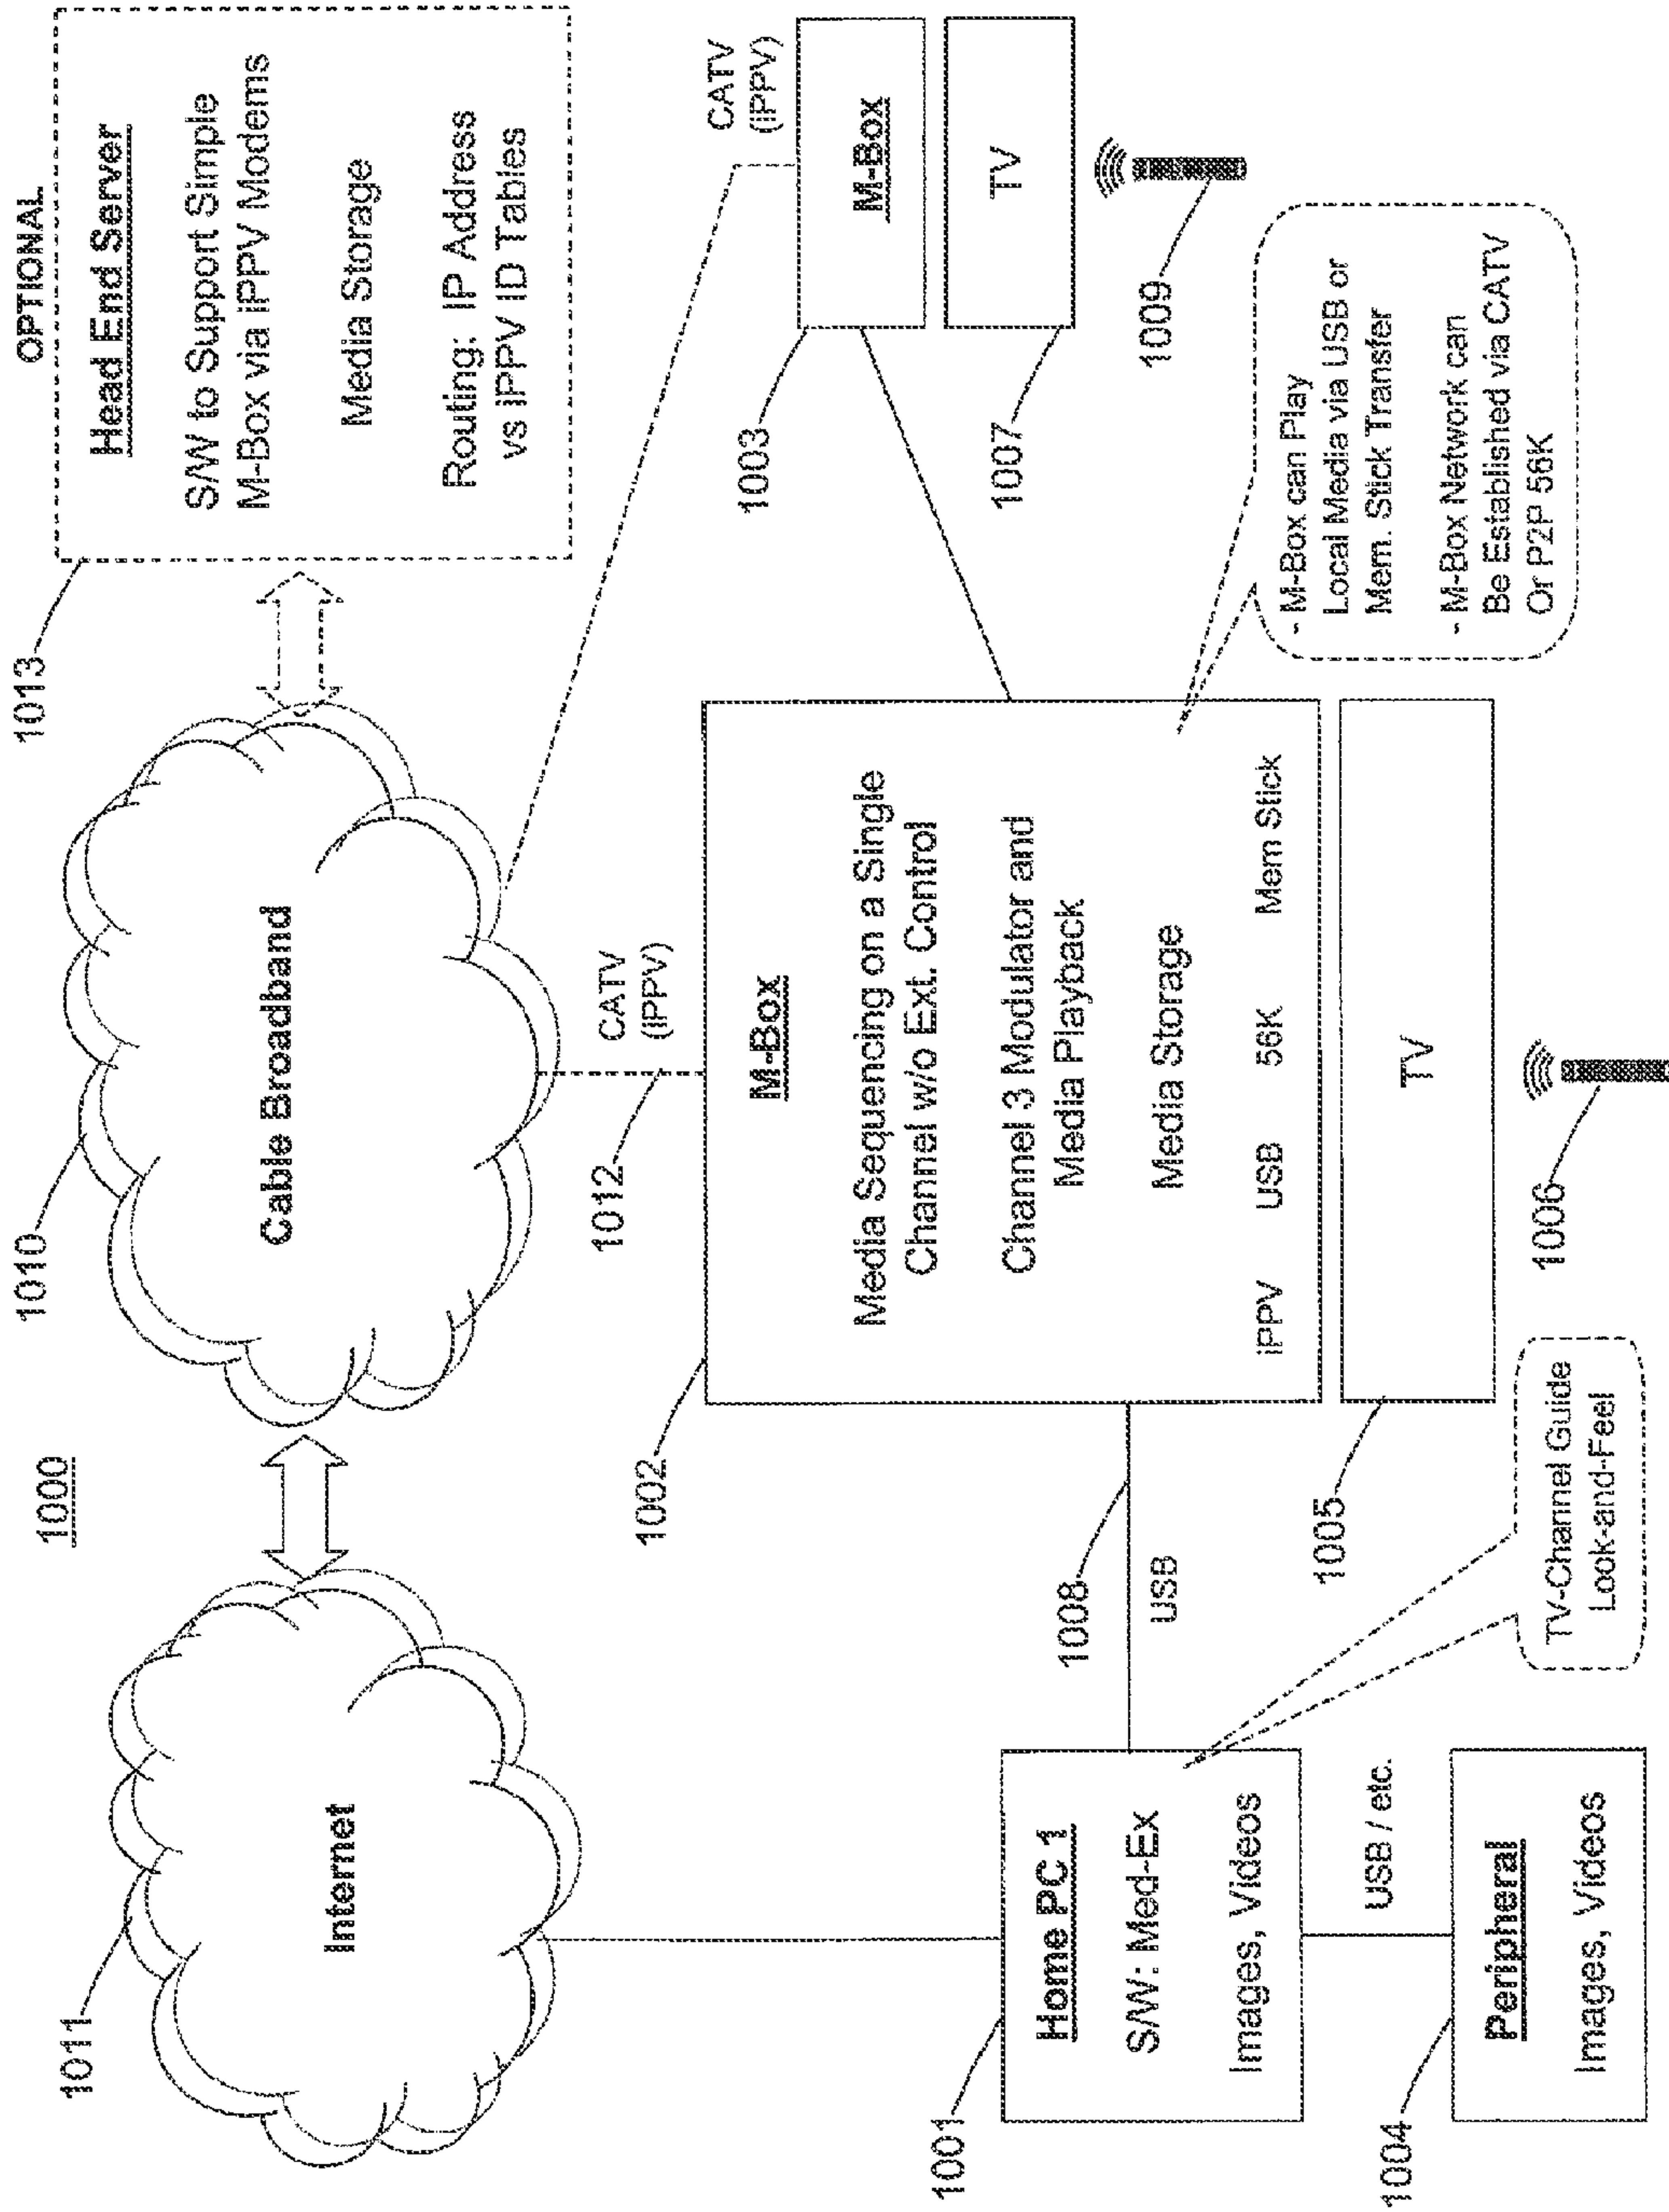 1000
1011
Internet
1010
Cable Broadband
1013
OPTIONAL
Head End Server
S/W to Support Simple
M-Box via iPPV Modems
Media Storage
Routing: IP Address
vs iPPV ID Tables
1012
CATV
(iPPV)
CATV
(iPPV)
1001
Home PC 1
S/W: Med-Ex
Images, Videos
1008
USB
1002
M-Box
Media Sequencing on a Single
Channel w/o Ext. Control
Channel 3 Modulator and
Media Playback
Media Storage
iPPV
USB
56K
Mem Stick
1003
M-Box
1007
TV
1009
- M-Box can Play
Local Media via USB or
Mem. Stick Transfer
- M-Box Network can
Be Established via CATV
Or P2P 56K
USB / etc.
1004
Peripheral
Images, Videos
TV-Channel Guide
Look-and-Feel
1005
TV
1006